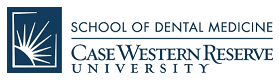 SCHOOL OF DENTAL MEDICINE
CASE WESTERN RESERVE
UNIVERSITY